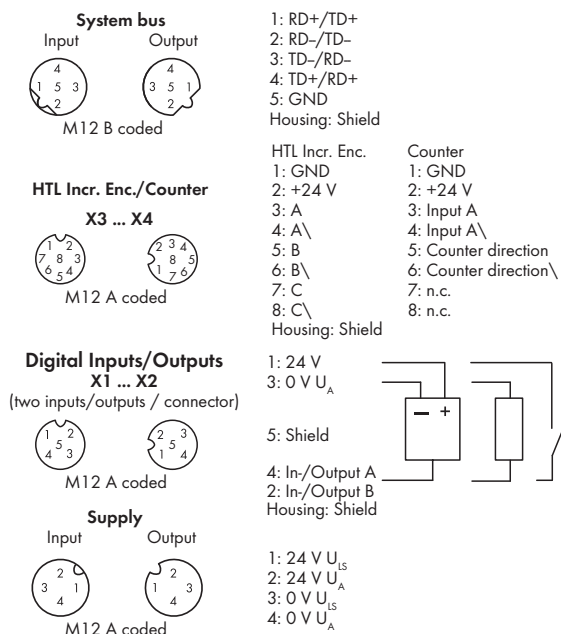 System bus
Input Output
4
1 5 3
2
4
3 5 1
2
M12 B coded
1: RD+/TD+
2: RD–/TD–
3: TD–/RD–
4: TD+/RD+
5: GND
Housing: Shield
HTL Incr. Enc./Counter
X3 ... X4
1 2
7 8 3
6 5 4
2 3 4
8 5
1 7 6
M12 A coded
HTL Incr. Enc.
1: GND
2: +24 V
3: A
4: A\
5: B
6: B\
7: C
8: C\
Housing: Shield
Counter
1: GND
2: +24 V
3: Input A
4: Input A\
5: Counter direction
6: Counter direction\
7: n.c.
8: n.c.
Digital Inputs/Outputs
X1 ... X2
(two inputs/outputs / connector)
1 2
5
4 3
2 3
5
1 4
M12 A coded
1: 24 V
3: 0 V U_A
5: Shield
4: In-/Output A
2: In-/Output B
Housing: Shield
– +
Supply
Input Output
2
3 1
4
2
1 3
4
M12 A coded
1: 24 V U_LS
2: 24 V U_A
3: 0 V U_LS
4: 0 V U_A